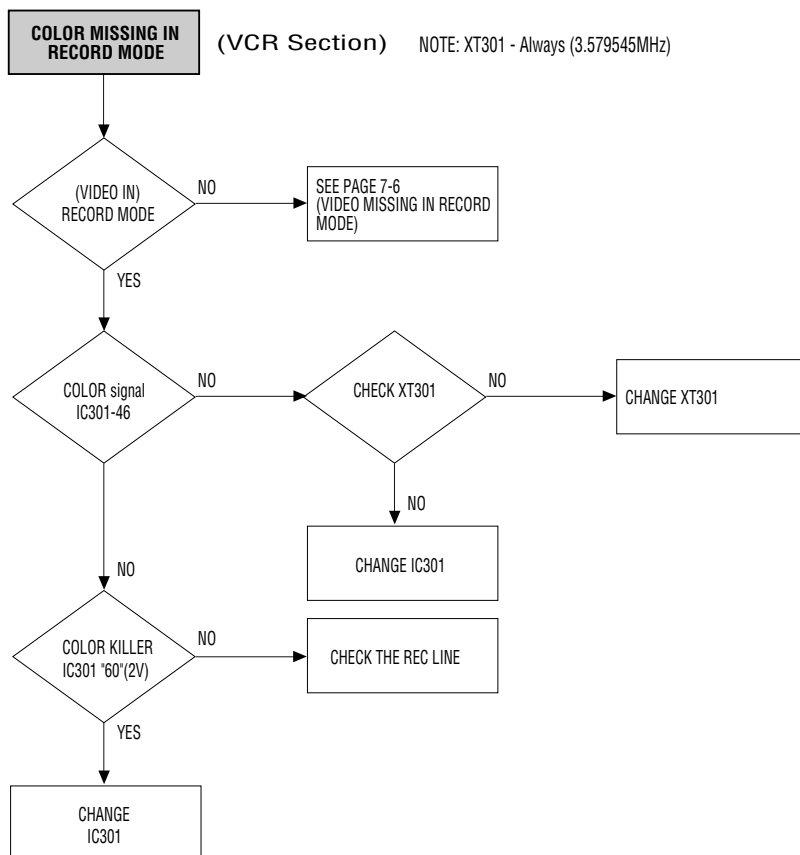 COLOR MISSING IN
RECORD MODE
(VCR Section)
NOTE: XT301 - Always (3.579545MHz)
(VIDEO IN)
RECORD MODE
NO
SEE PAGE 7-6
(VIDEO MISSING IN RECORD
MODE)
YES
COLOR signal
IC301-46
NO
CHECK XT301
NO
CHANGE XT301
NO
CHANGE IC301
NO
COLOR KILLER
IC301 "60"(2V)
NO
CHECK THE REC LINE
YES
CHANGE
IC301